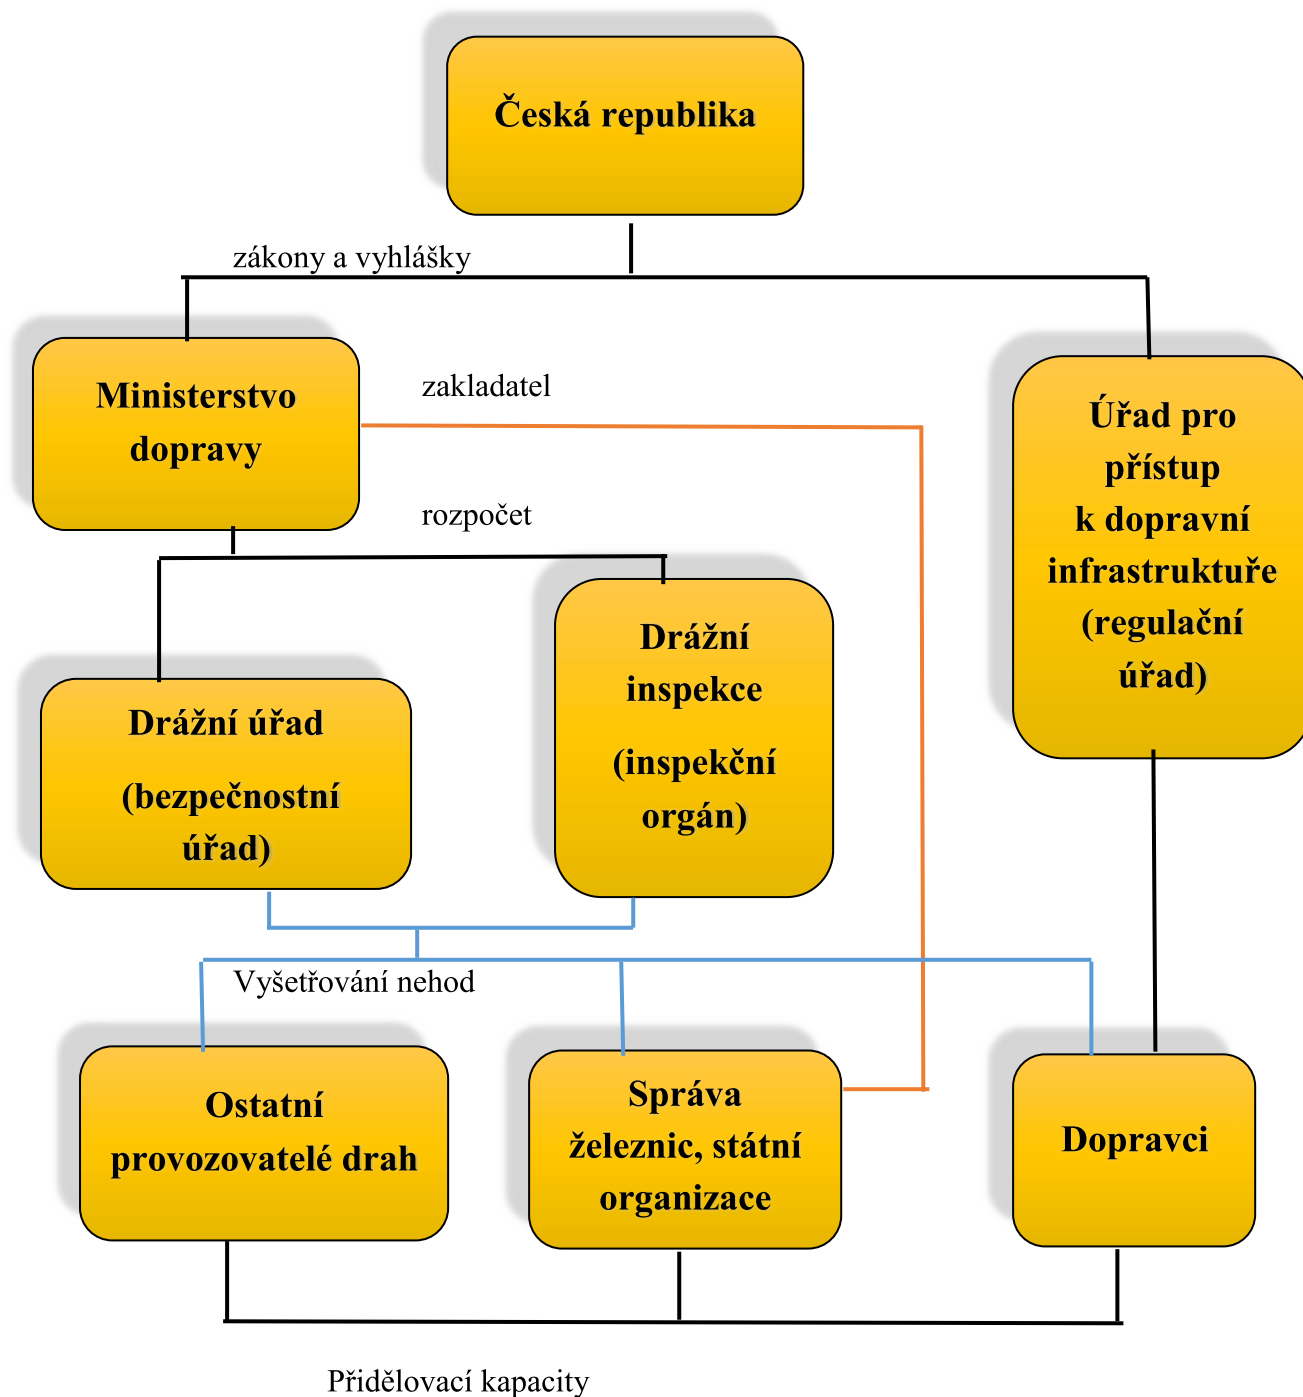 Česká republika
zákony a vyhlášky
Ministerstvo
dopravy
zakladatel
Úřad pro
přístup
k dopravní
infrastruktuře
(regulační
úřad)
rozpočet
Drážní úřad
(bezpečnostní
úřad)
Drážní
inspekce
(inspekční
orgán)
Vyšetřování nehod
Ostatní
provozovatelé drah
Správa
železnic, státní
organizace
Dopravci
Přidělovací kapacity